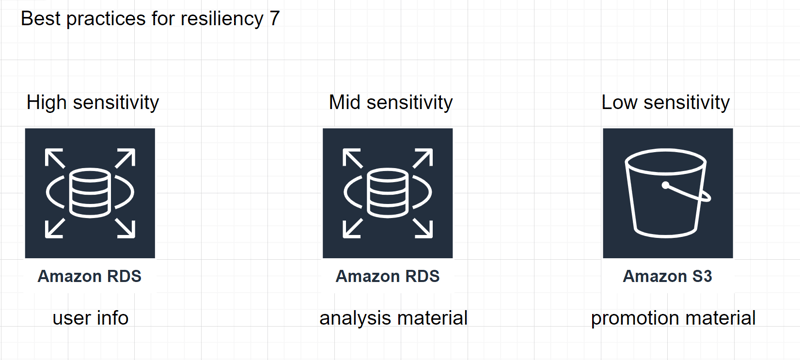 Best practices for resiliency 7
High sensitivity
Mid sensitivity
Low sensitivity
Amazon RDS
Amazon RDS
Amazon S3
user info
analysis material
promotion material